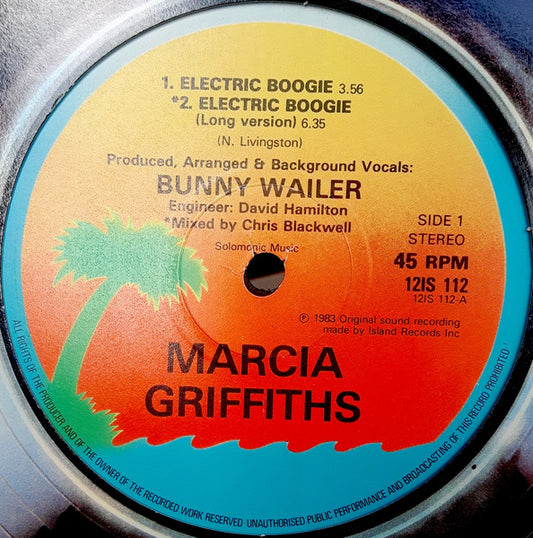 1. ELECTRIC BOOGIE 3.56
*2. ELECTRIC BOOGIE
(Long version) 6.35
(N. Livingston)
Produced, Arranged & Background Vocals:
BUNNY WAILER
Engineer: David Hamilton
*Mixed by Chris Blackwell
Solomonic Music
SIDE 1
STEREO
45 RPM
12IS 112
12IS 112-A
℗ 1983 Original sound recording
made by Island Records Inc
MARCIA
GRIFFITHS
ALL RIGHTS OF THE PRODUCER AND OF THE OWNER OF THE RECORDED WORK RESERVED · UNAUTHORISED PUBLIC PERFORMANCE AND BROADCASTING OF THIS RECORD PROHIBITED